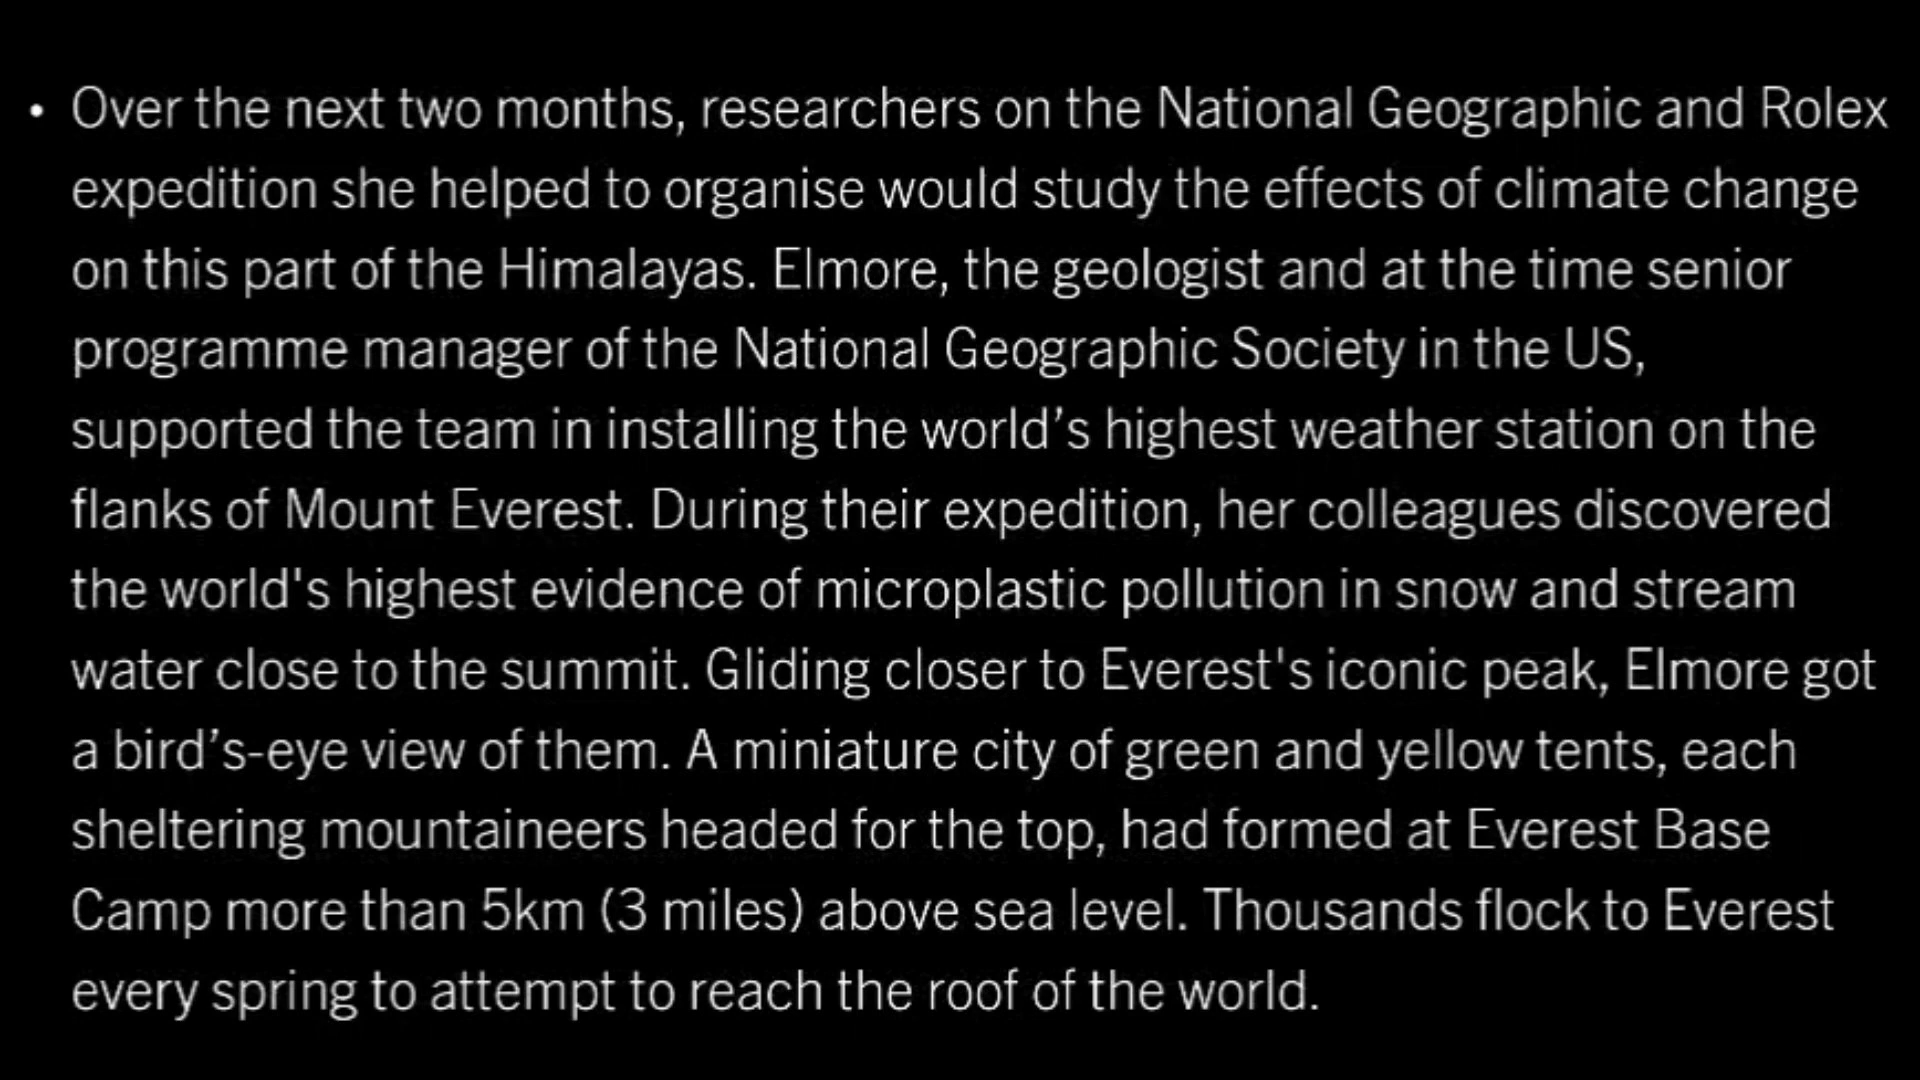 • Over the next two months, researchers on the National Geographic and Rolex
expedition she helped to organise would study the effects of climate change
on this part of the Himalayas. Elmore, the geologist and at the time senior
programme manager of the National Geographic Society in the US,
supported the team in installing the world’s highest weather station on the
flanks of Mount Everest. During their expedition, her colleagues discovered
the world's highest evidence of microplastic pollution in snow and stream
water close to the summit. Gliding closer to Everest's iconic peak, Elmore got
a bird’s-eye view of them. A miniature city of green and yellow tents, each
sheltering mountaineers headed for the top, had formed at Everest Base
Camp more than 5km (3 miles) above sea level. Thousands flock to Everest
every spring to attempt to reach the roof of the world.